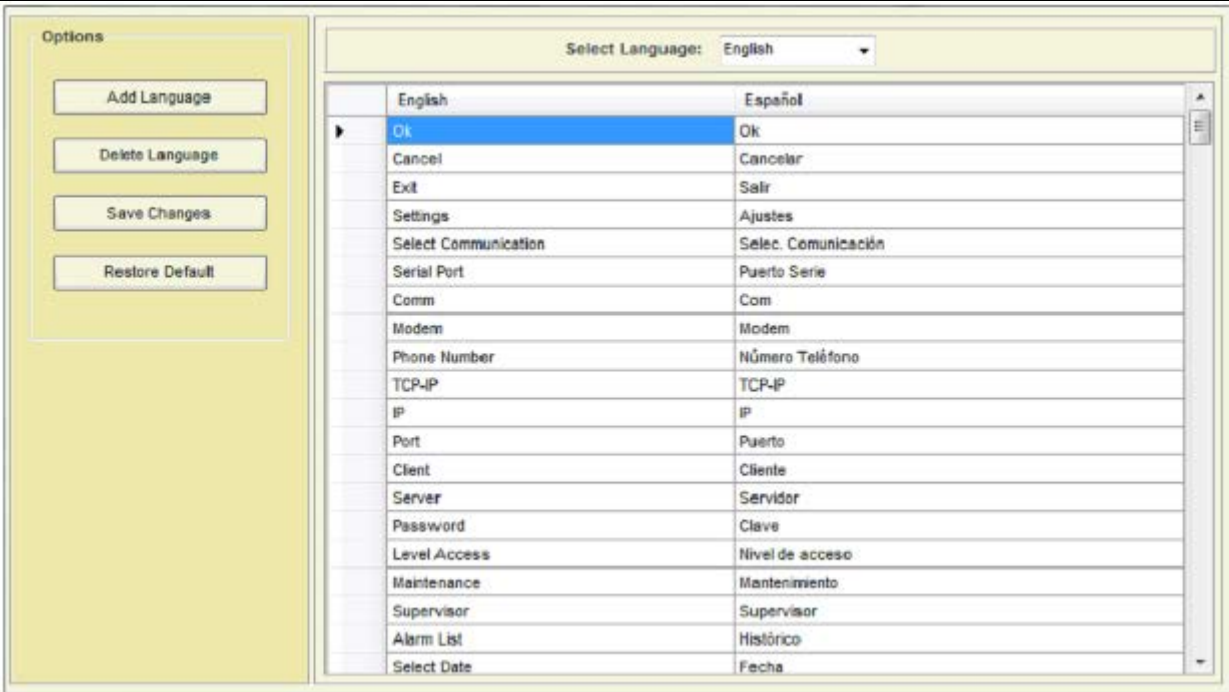 Options
Add Language
Delete Language
Save Changes
Restore Default
Select Language: English
English Español
Ok Ok
Cancel Cancelar
Exit Salir
Settings Ajustes
Select Communication Selec. Comunicación
Serial Port Puerto Serie
Comm Com
Modem Modem
Phone Number Número Teléfono
TCP-IP TCP-IP
IP IP
Port Puerto
Client Cliente
Server Servidor
Password Clave
Level Access Nivel de acceso
Maintenance Mantenimiento
Supervisor Supervisor
Alarm List Histórico
Select Date Fecha